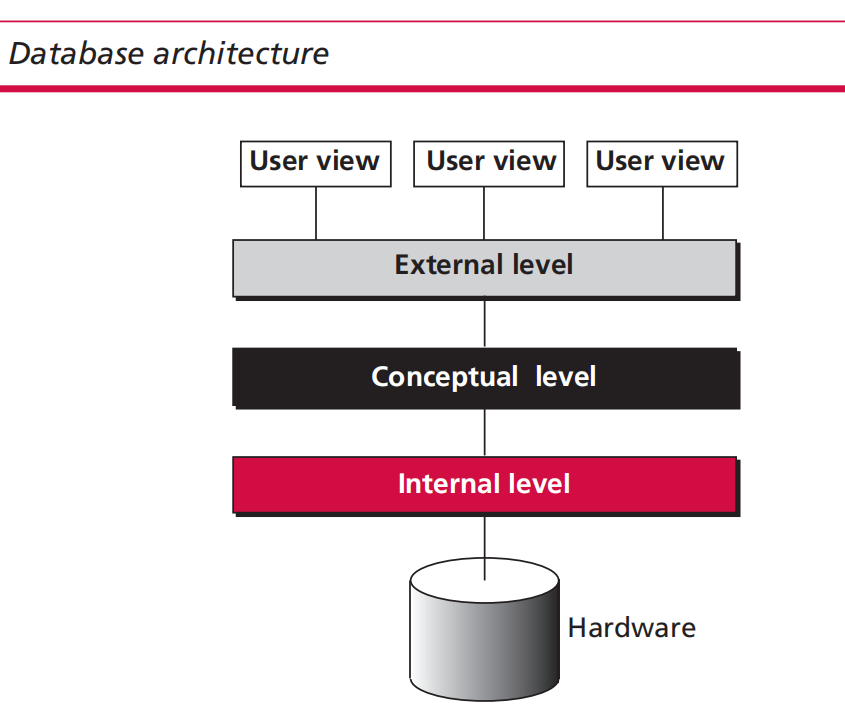 Database architecture
User view
User view
User view
External level
Conceptual level
Internal level
Hardware